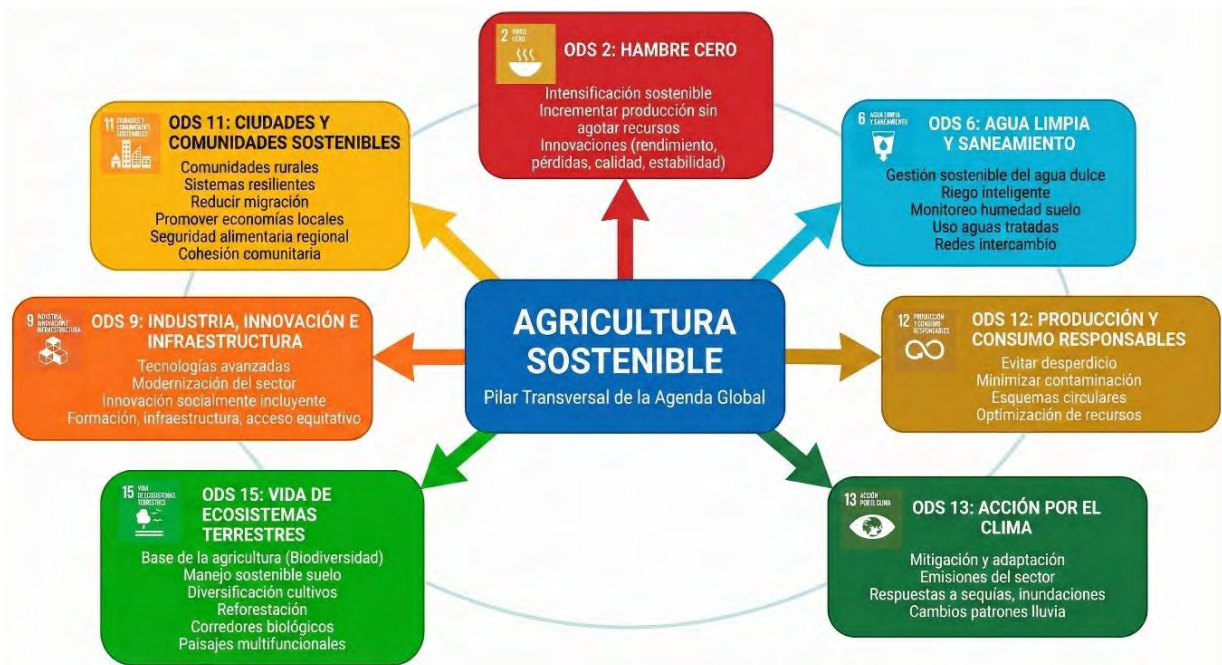 2 HAMBRE
CERO
ODS 2: HAMBRE CERO
Intensificación sostenible
Incrementar producción sin
agotar recursos
Innovaciones (rendimiento,
pérdidas, calidad, estabilidad)
11 CIUDADES Y
COMUNIDADES
SOSTENIBLES
ODS 11: CIUDADES Y
COMUNIDADES SOSTENIBLES
Comunidades rurales
Sistemas resilientes
Reducir migración
Promover economías locales
Seguridad alimentaria regional
Cohesión comunitaria
6 AGUA LIMPIA
Y SANEAMIENTO
ODS 6: AGUA LIMPIA
Y SANEAMIENTO
Gestión sostenible del agua dulce
Riego inteligente
Monitoreo humedad suelo
Uso aguas tratadas
Redes intercambio
AGRICULTURA
SOSTENIBLE
Pilar Transversal de la Agenda Global
9 INDUSTRIA,
INNOVACIÓN E
INFRAESTRUCTURA
ODS 9: INDUSTRIA, INNOVACIÓN E
INFRAESTRUCTURA
Tecnologías avanzadas
Modernización del sector
Innovación socialmente incluyente
Formación, infraestructura, acceso equitativo
12 PRODUCCIÓN
Y CONSUMO
RESPONSABLES
ODS 12: PRODUCCIÓN Y
CONSUMO RESPONSABLES
Evitar desperdicio
Minimizar contaminación
Esquemas circulares
Optimización de recursos
15 VIDA
DE ECOSISTEMAS
TERRESTRES
ODS 15: VIDA DE
ECOSISTEMAS
TERRESTRES
Base de la agricultura (Biodiversidad)
Manejo sostenible suelo
Diversificación cultivos
Reforestación
Corredores biológicos
Paisajes multifuncionales
13 ACCIÓN
POR EL CLIMA
ODS 13: ACCIÓN POR EL
CLIMA
Mitigación y adaptación
Emisiones del sector
Respuestas a sequías, inundaciones
Cambios patrones lluvia